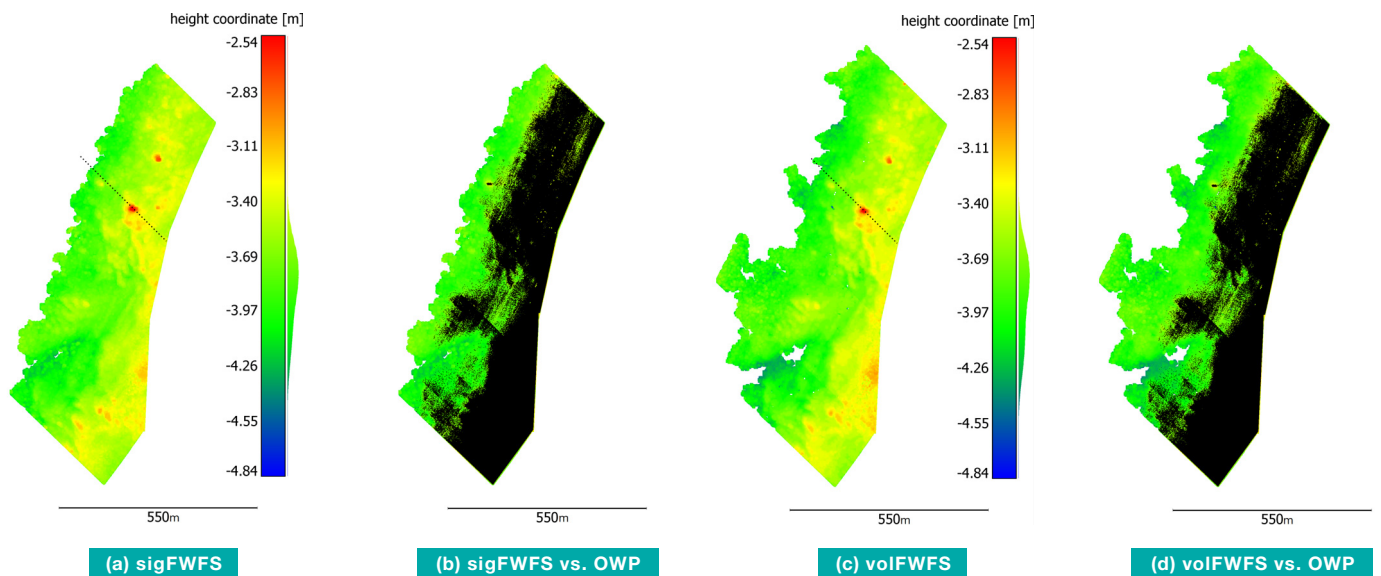 height coordinate [m]
-2.54
-2.83
-3.11
-3.40
-3.69
-3.97
-4.26
-4.55
-4.84
550m
(a) sigFWFS
550m
(b) sigFWFS vs. OWP
height coordinate [m]
-2.54
-2.83
-3.11
-3.40
-3.69
-3.97
-4.26
-4.55
-4.84
550m
(c) volFWFS
550m
(d) volFWFS vs. OWP